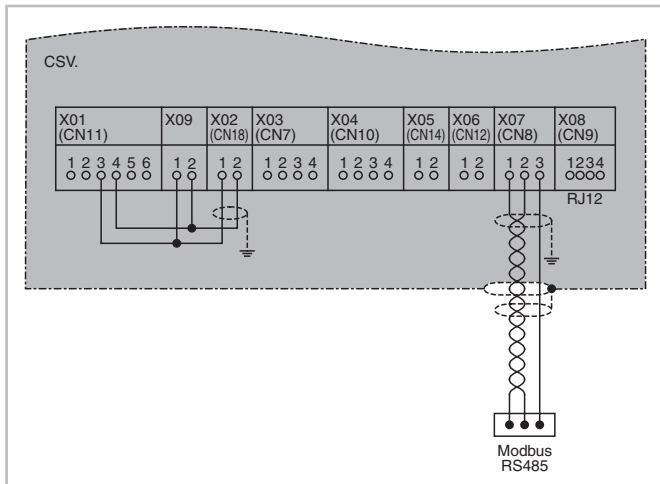 CSV.
X01 X09 X02 X03 X04 X05 X06 X07 X08
(CN11) (CN18) (CN7) (CN10) (CN14) (CN12) (CN8) (CN9)
1 2 3 4 5 6 1 2 1 2 1 2 3 4 1 2 3 4 1 2 1 2 1 2 3 1234
RJ12
Modbus
RS485